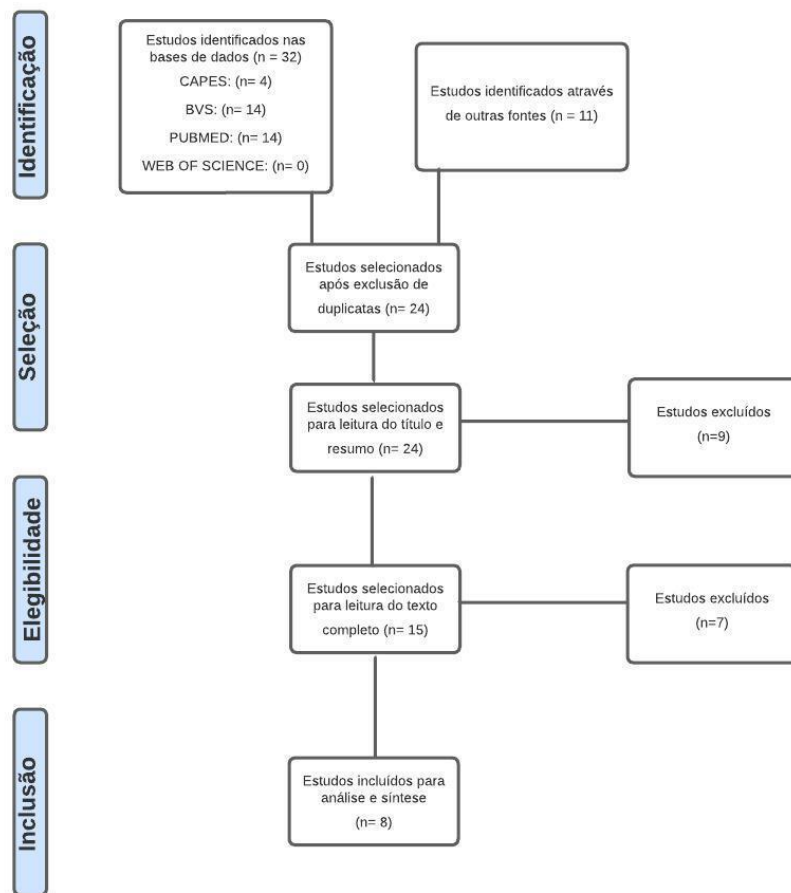 Identificação
Estudos identificados nas
bases de dados (n = 32)
CAPES: (n= 4)
BVS: (n= 14)
PUBMED: (n= 14)
WEB OF SCIENCE: (n= 0)
Estudos identificados através
de outras fontes (n = 11)
Seleção
Estudos selecionados
após exclusão de
duplicatas (n= 24)
Estudos selecionados
para leitura do título e
resumo (n= 24)
Estudos excluídos
(n=9)
Elegibilidade
Estudos selecionados
para leitura do texto
completo (n= 15)
Estudos excluídos
(n=7)
Inclusão
Estudos incluídos para
análise e síntese
(n= 8)